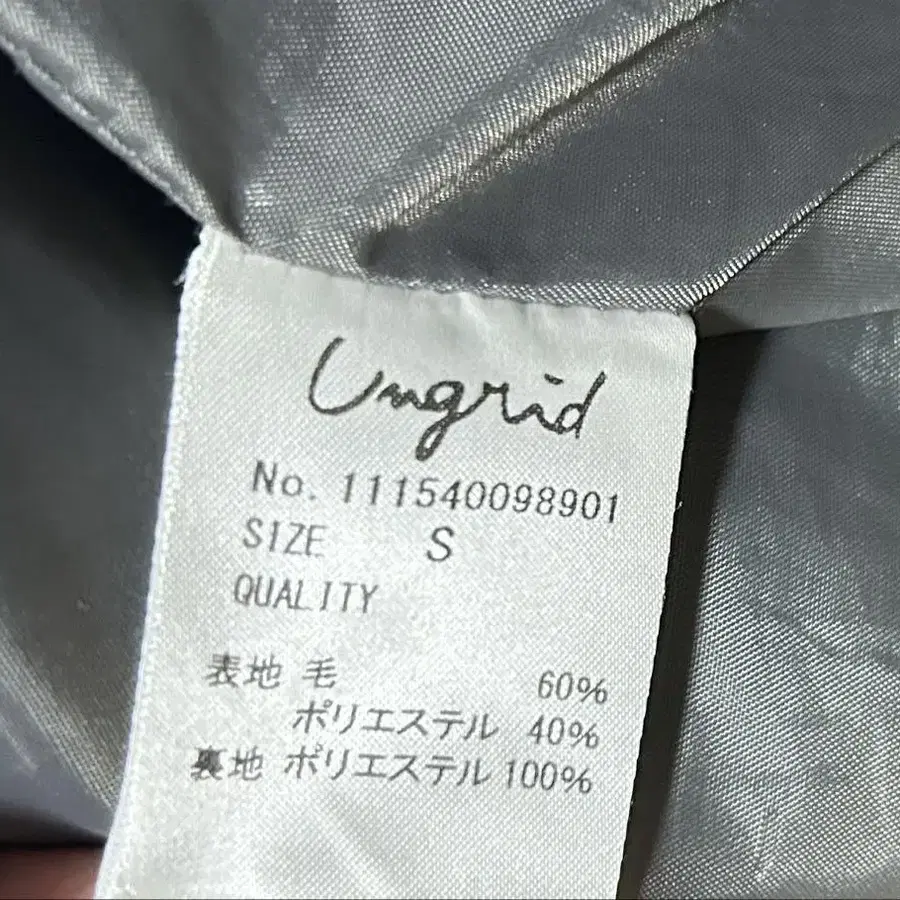 Ungrid
No. 111540098901
SIZE S
QUALITY
表地 毛 60%
ポリエステル 40%
裏地 ポリエステル 100%